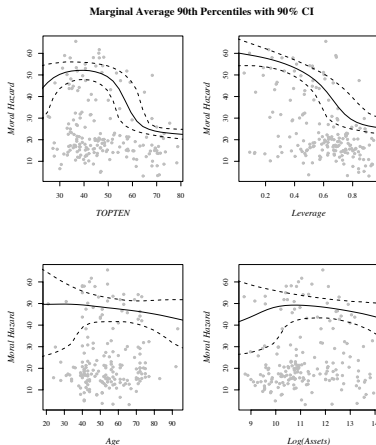 Marginal Average 90th Percentiles with 90% CI
Moral Hazard
60
50
40
30
20
10
30 40 50 60 70 80
TOPTEN
Moral Hazard
60
50
40
30
20
10
0.2 0.4 0.6 0.8
Leverage
Moral Hazard
60
50
40
30
20
10
20 30 40 50 60 70 80 90
Age
Moral Hazard
60
50
40
30
20
10
9 10 11 12 13 14
Log(Assets)